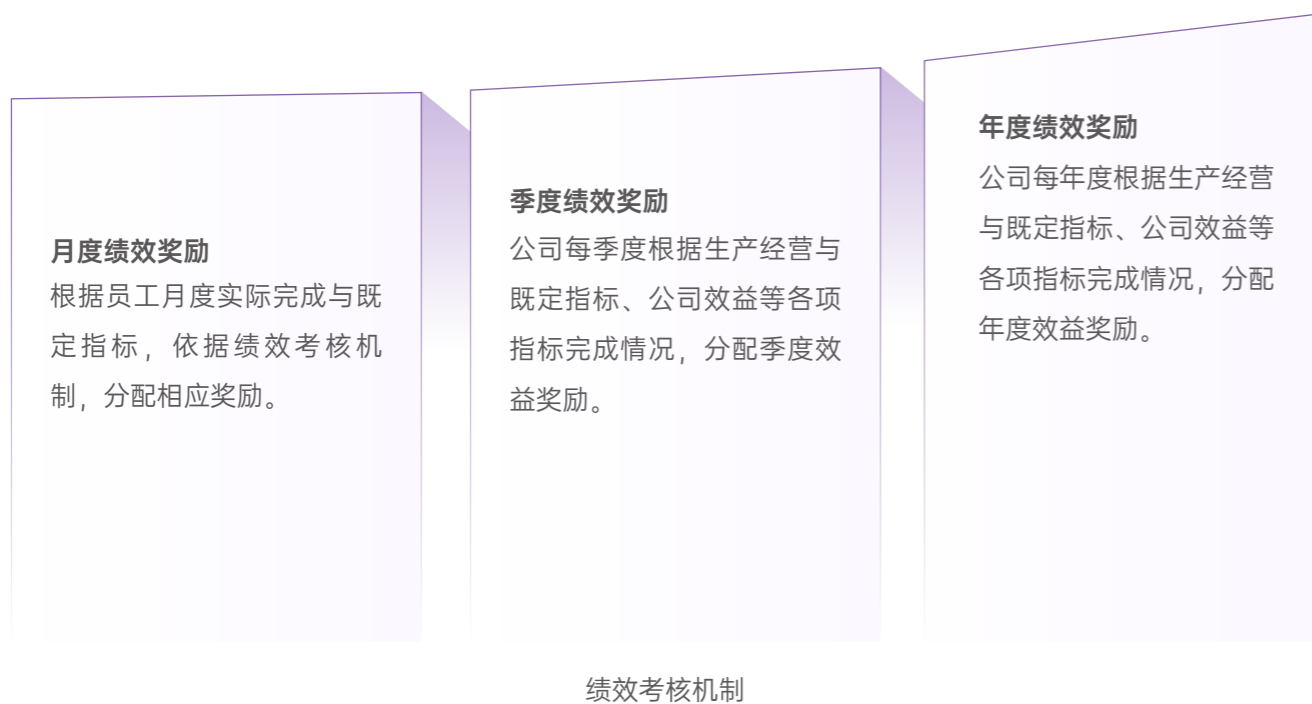 月度绩效奖励
根据员工月度实际完成与既
定指标，依据绩效考核机
制，分配相应奖励。
季度绩效奖励
公司每季度根据生产经营与
既定指标、公司效益等各项
指标完成情况，分配季度效
益奖励。
年度绩效奖励
公司每年度根据生产经营
与既定指标、公司效益等
各项指标完成情况，分配
年度效益奖励。
绩效考核机制